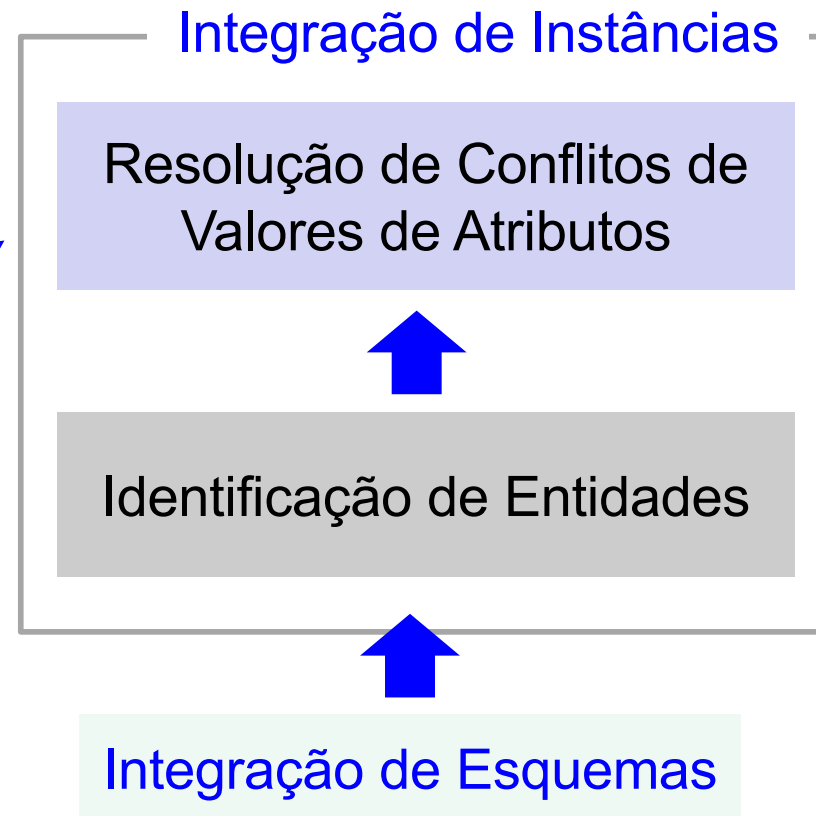 Integração de Instâncias
Resolução de Conflitos de
Valores de Atributos
Identificação de Entidades
Integração de Esquemas